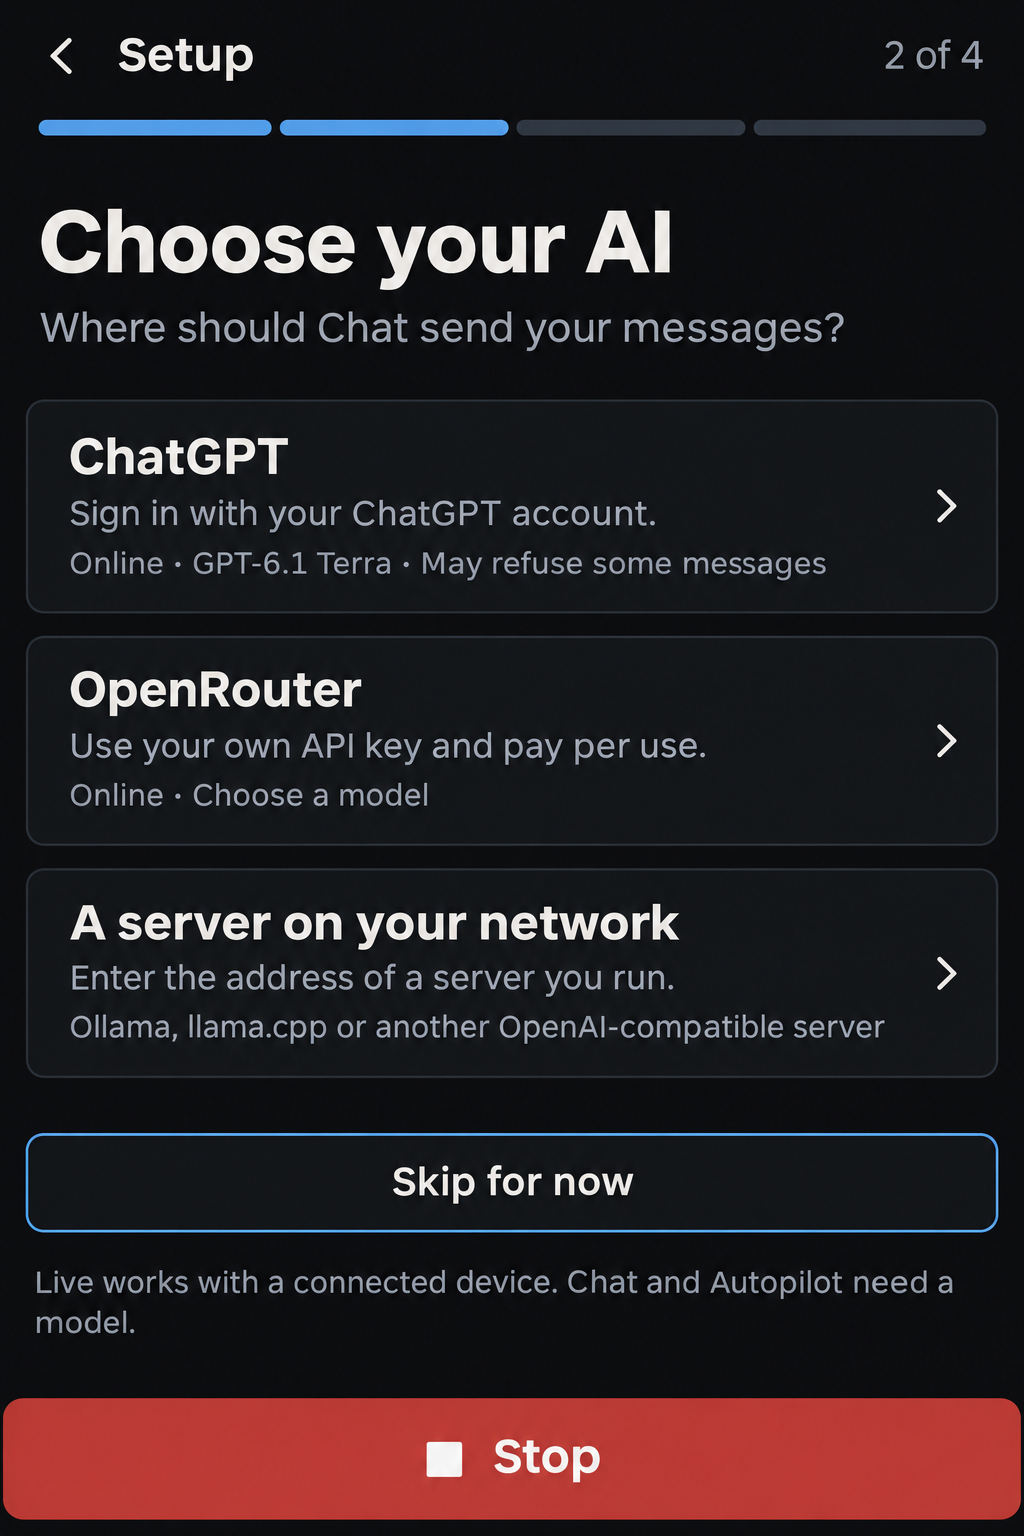 Setup
2 of 4
Choose your AI
Where should Chat send your messages?
ChatGPT
Sign in with your ChatGPT account.
Online • GPT-6.1 Terra • May refuse some messages
OpenRouter
Use your own API key and pay per use.
Online • Choose a model
A server on your network
Enter the address of a server you run.
Ollama, llama.cpp or another OpenAI-compatible server
Skip for now
Live works with a connected device. Chat and Autopilot need a
model.
Stop